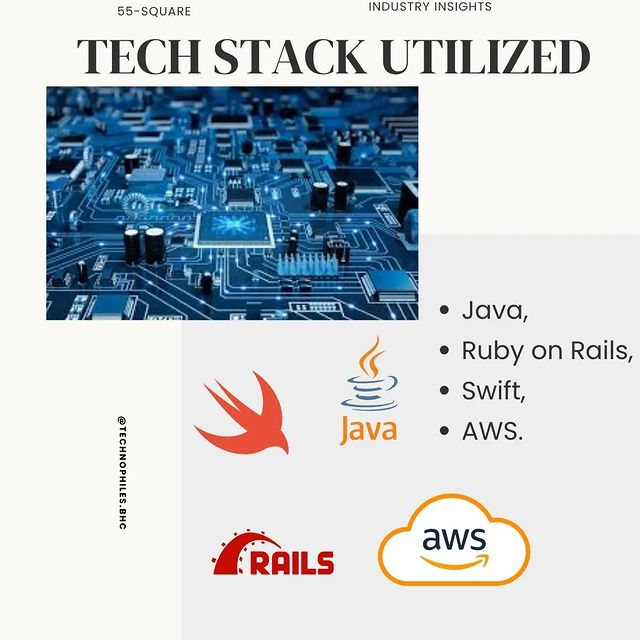 55-SQUARE
INDUSTRY INSIGHTS
TECH STACK UTILIZED
• Java,
• Ruby on Rails,
• Swift,
• AWS.
Java
@TECHNOPHILES.BHC
RAILS
aws